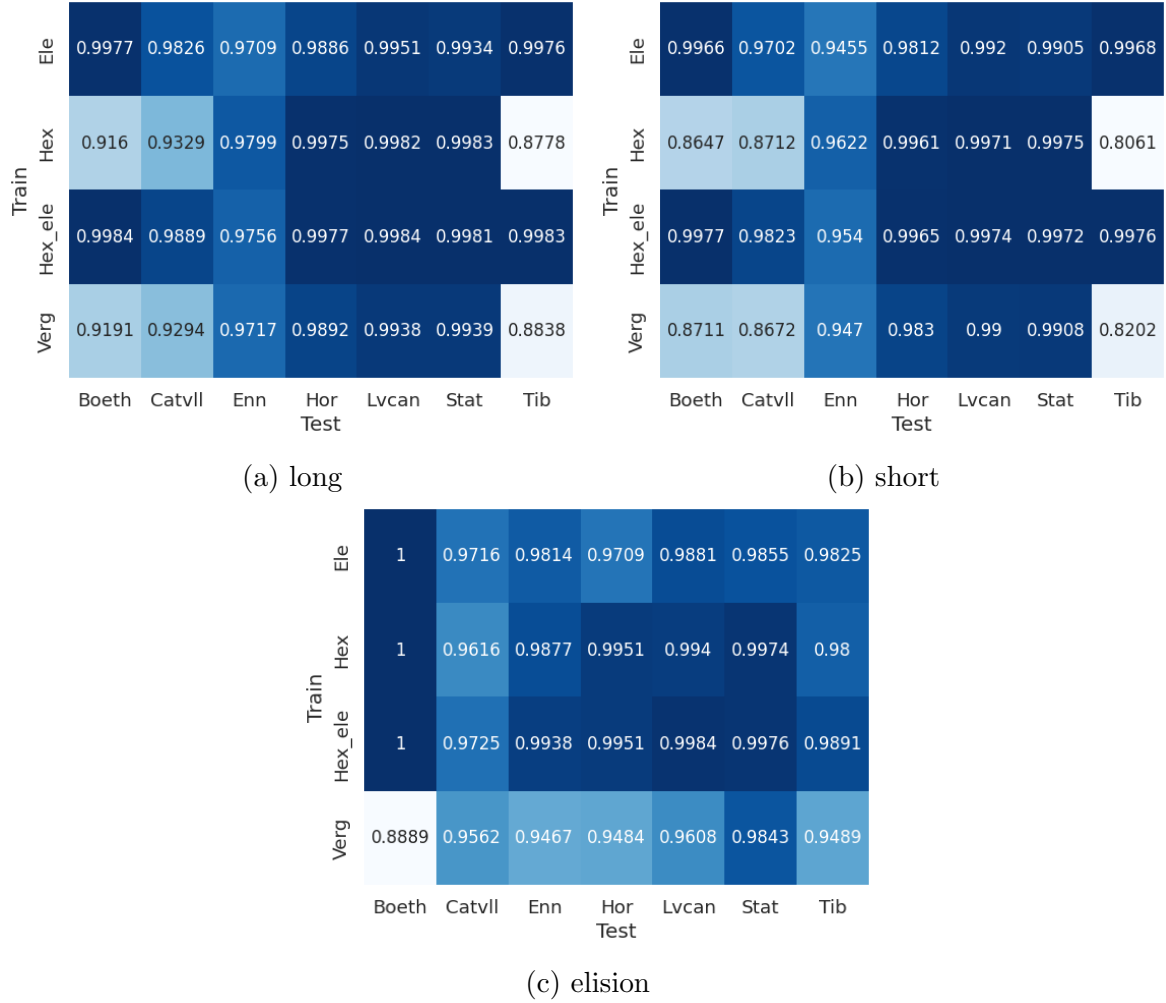 Ele 0.9977 0.9826 0.9709 0.9886 0.9951 0.9934 0.9976
Hex 0.916 0.9329 0.9799 0.9975 0.9982 0.9983 0.8778
Hex_ele 0.9984 0.9889 0.9756 0.9977 0.9984 0.9981 0.9983
Verg 0.9191 0.9294 0.9717 0.9892 0.9938 0.9939 0.8838
Train
Boeth Catvll Enn Hor Lvcan Stat Tib
Test
(a) long
Ele 0.9966 0.9702 0.9455 0.9812 0.992 0.9905 0.9968
Hex 0.8647 0.8712 0.9622 0.9961 0.9971 0.9975 0.8061
Hex_ele 0.9977 0.9823 0.954 0.9965 0.9974 0.9972 0.9976
Verg 0.8711 0.8672 0.947 0.983 0.99 0.9908 0.8202
Train
Boeth Catvll Enn Hor Lvcan Stat Tib
Test
(b) short
Ele 1 0.9716 0.9814 0.9709 0.9881 0.9855 0.9825
Hex 1 0.9616 0.9877 0.9951 0.994 0.9974 0.98
Hex_ele 1 0.9725 0.9938 0.9951 0.9984 0.9976 0.9891
Verg 0.8889 0.9562 0.9467 0.9484 0.9608 0.9843 0.9489
Train
Boeth Catvll Enn Hor Lvcan Stat Tib
Test
(c) elision